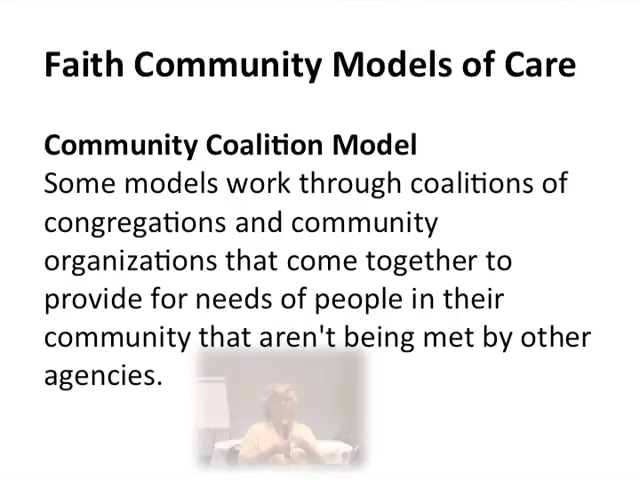 Faith Community Models of Care
Community Coalition Model
Some models work through coalitions of
congregations and community
organizations that come together to
provide for needs of people in their
community that aren't being met by other
agencies.